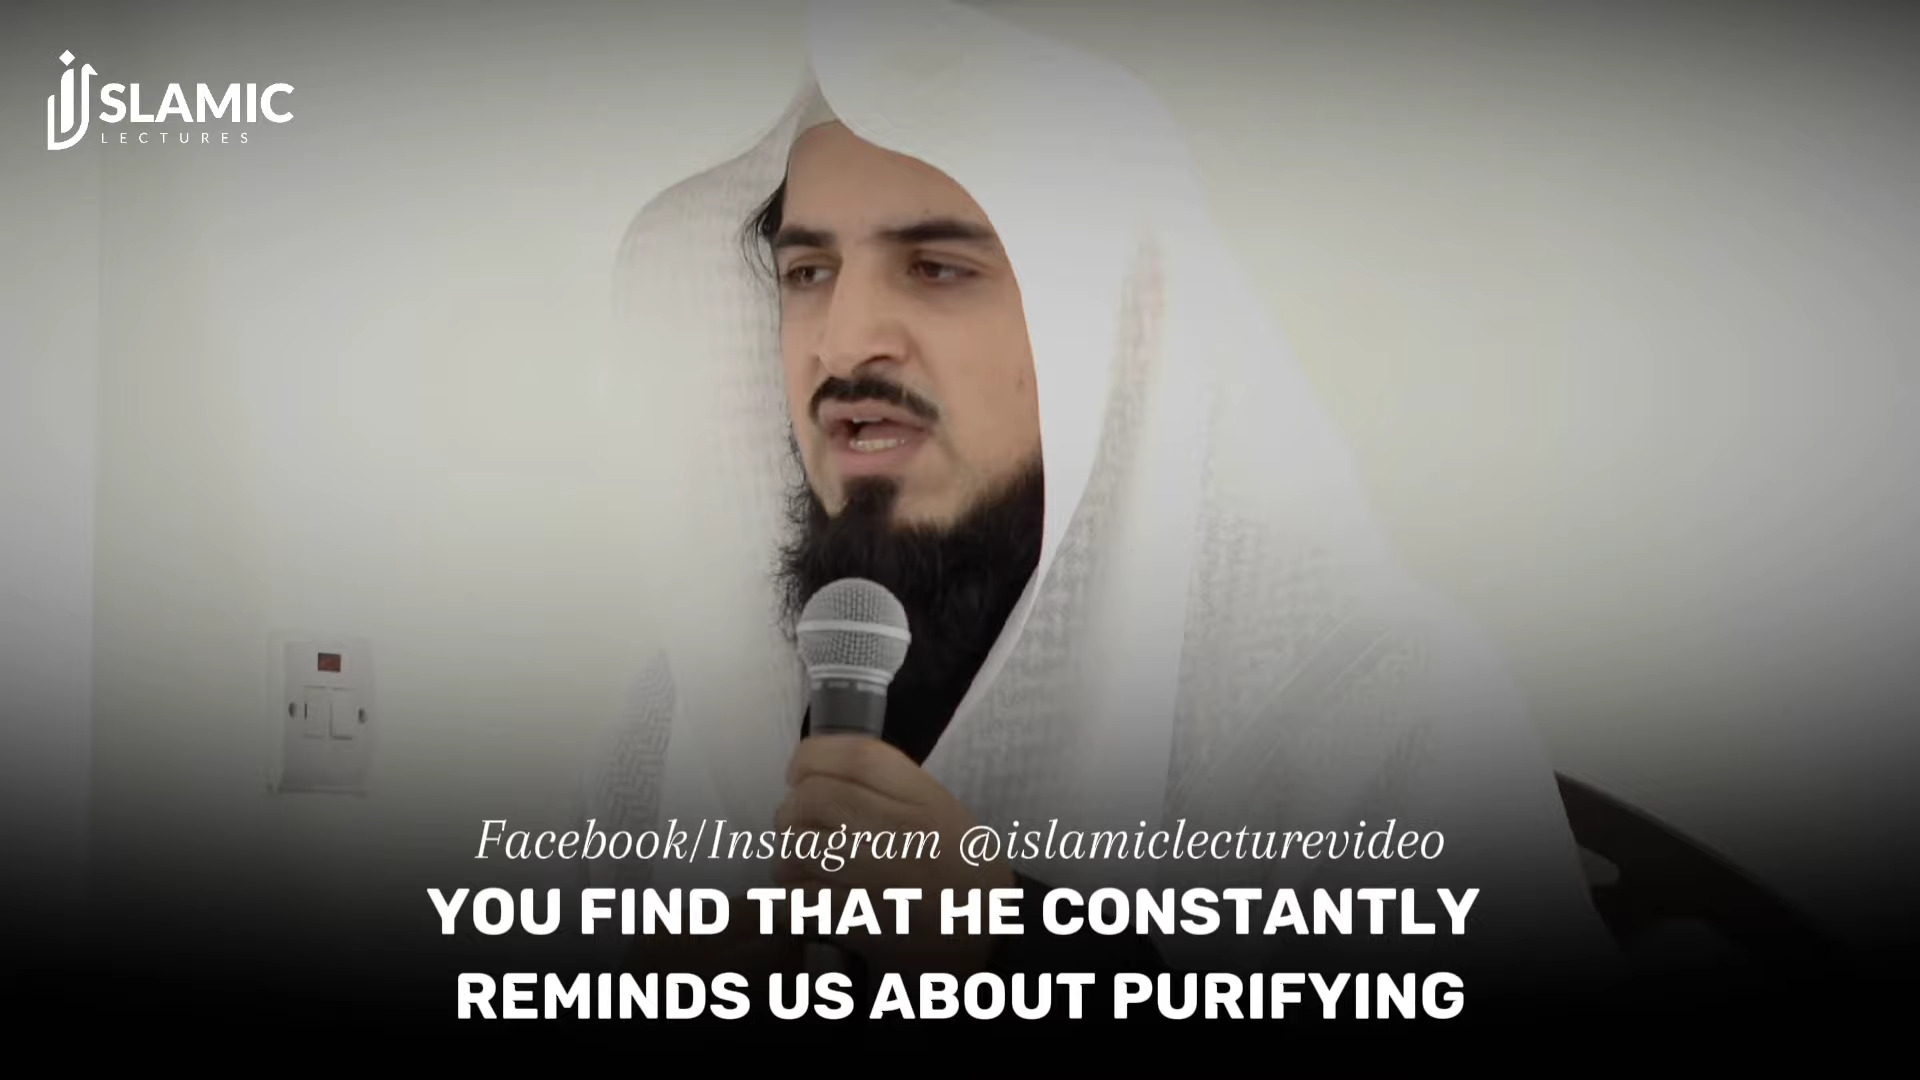 ISLAMIC
LECTURES
Facebook/Instagram @islamiclecturevideo
YOU FIND THAT HE CONSTANTLY
REMINDS US ABOUT PURIFYING